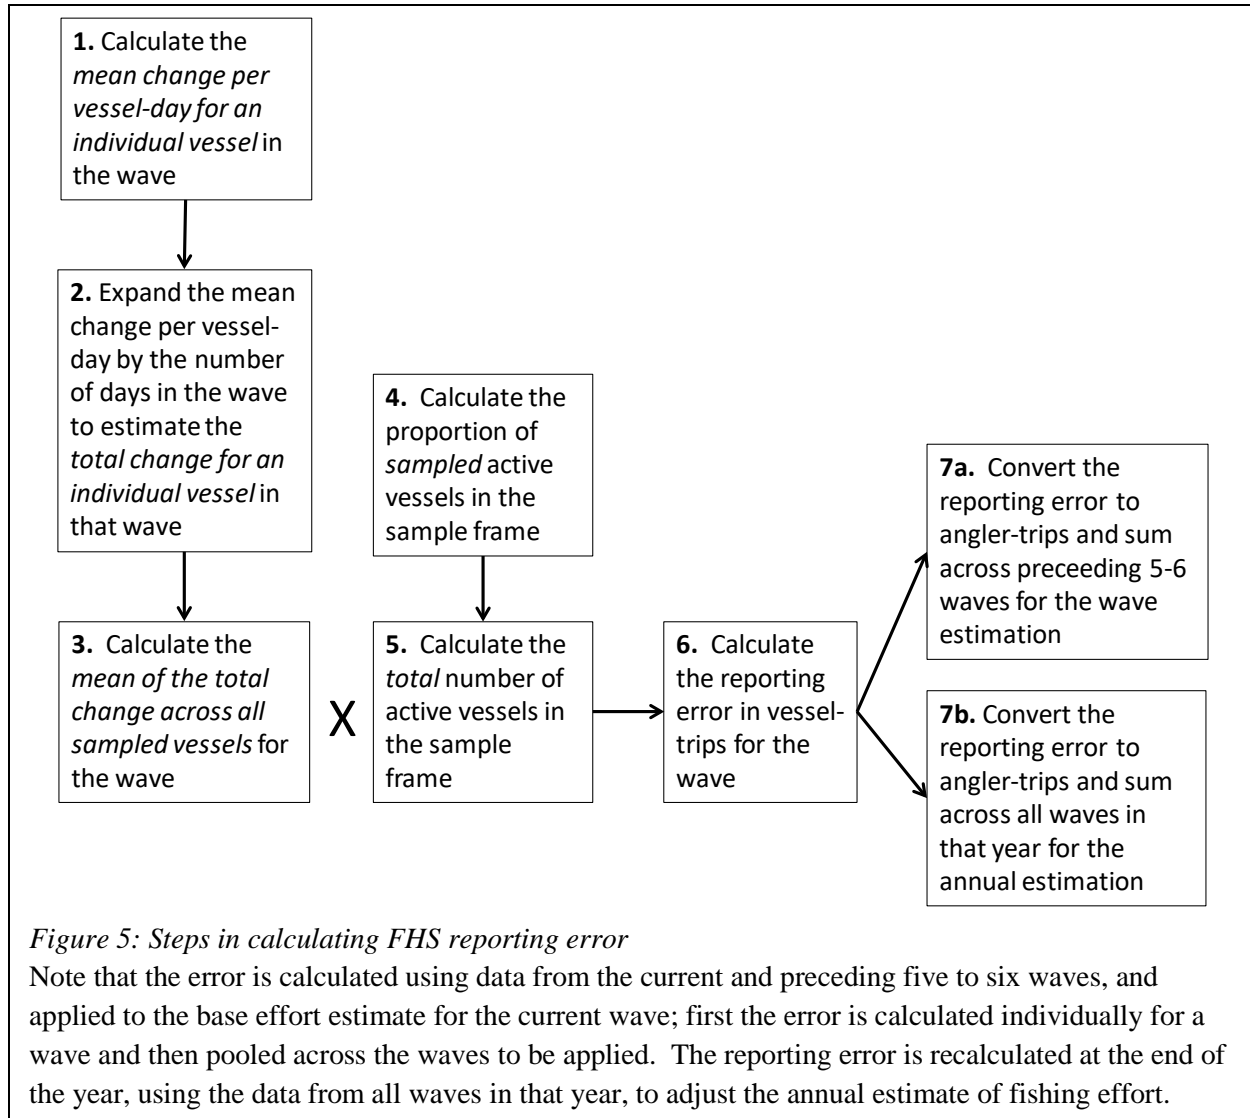 1. Calculate the
mean change per
vessel-day for an
individual vessel in
the wave
2. Expand the mean
change per vessel-
day by the number
of days in the wave
to estimate the
total change for an
individual vessel in
that wave
3. Calculate the
mean of the total
change across all
sampled vessels for
the wave
X
4. Calculate the
proportion of
sampled active
vessels in the
sample frame
5. Calculate the
total number of
active vessels in
the sample
frame
6. Calculate
the reporting
error in vessel-
trips for the
wave
7a. Convert the
reporting error to
angler-trips and sum
across preceeding 5-6
waves for the wave
estimation
7b. Convert the
reporting error to
angler-trips and sum
across all waves in
that year for the
annual estimation
Figure 5: Steps in calculating FHS reporting error
Note that the error is calculated using data from the current and preceding five to six waves, and
applied to the base effort estimate for the current wave; first the error is calculated individually for a
wave and then pooled across the waves to be applied.  The reporting error is recalculated at the end of
the year, using the data from all waves in that year, to adjust the annual estimate of fishing effort.